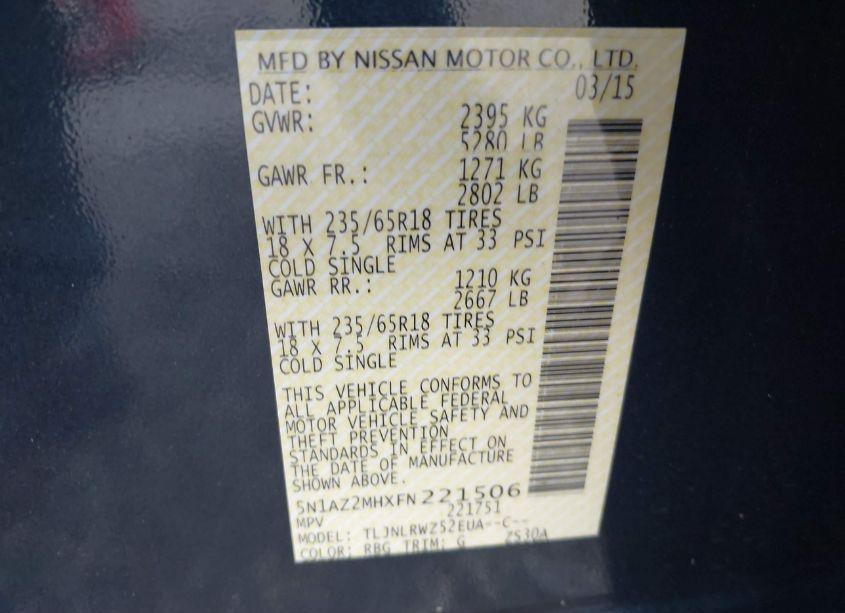 MFD BY NISSAN MOTOR CO., LTD.
DATE: 03/15
GVWR: 2395 KG
5280 LB
GAWR FR.: 1271 KG
2802 LB
WITH 235/65R18 TIRES
18 X 7.5 RIMS AT 33 PSI
COLD SINGLE
GAWR RR.: 1210 KG
2667 LB
WITH 235/65R18 TIRES
18 X 7.5 RIMS AT 33 PSI
COLD SINGLE
THIS VEHICLE CONFORMS TO
ALL APPLICABLE FEDERAL
MOTOR VEHICLE SAFETY AND
THEFT PREVENTION
STANDARDS IN EFFECT ON
THE DATE OF MANUFACTURE
SHOWN ABOVE.
5N1AZ2MHXFN221506
MPV 221751
MODEL: TLJNLRWZ52EUA--C--
COLOR: RBG TRIM: G ZS30A